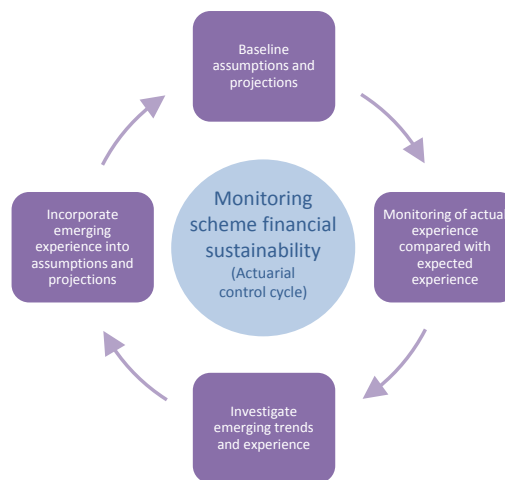 Baseline
assumptions and
projections
Monitoring of actual
experience
compared with
expected
experience
Investigate
emerging trends
and experience
Incorporate
emerging
experience into
assumptions and
projections
Monitoring
scheme financial
sustainability
(Actuarial
control cycle)